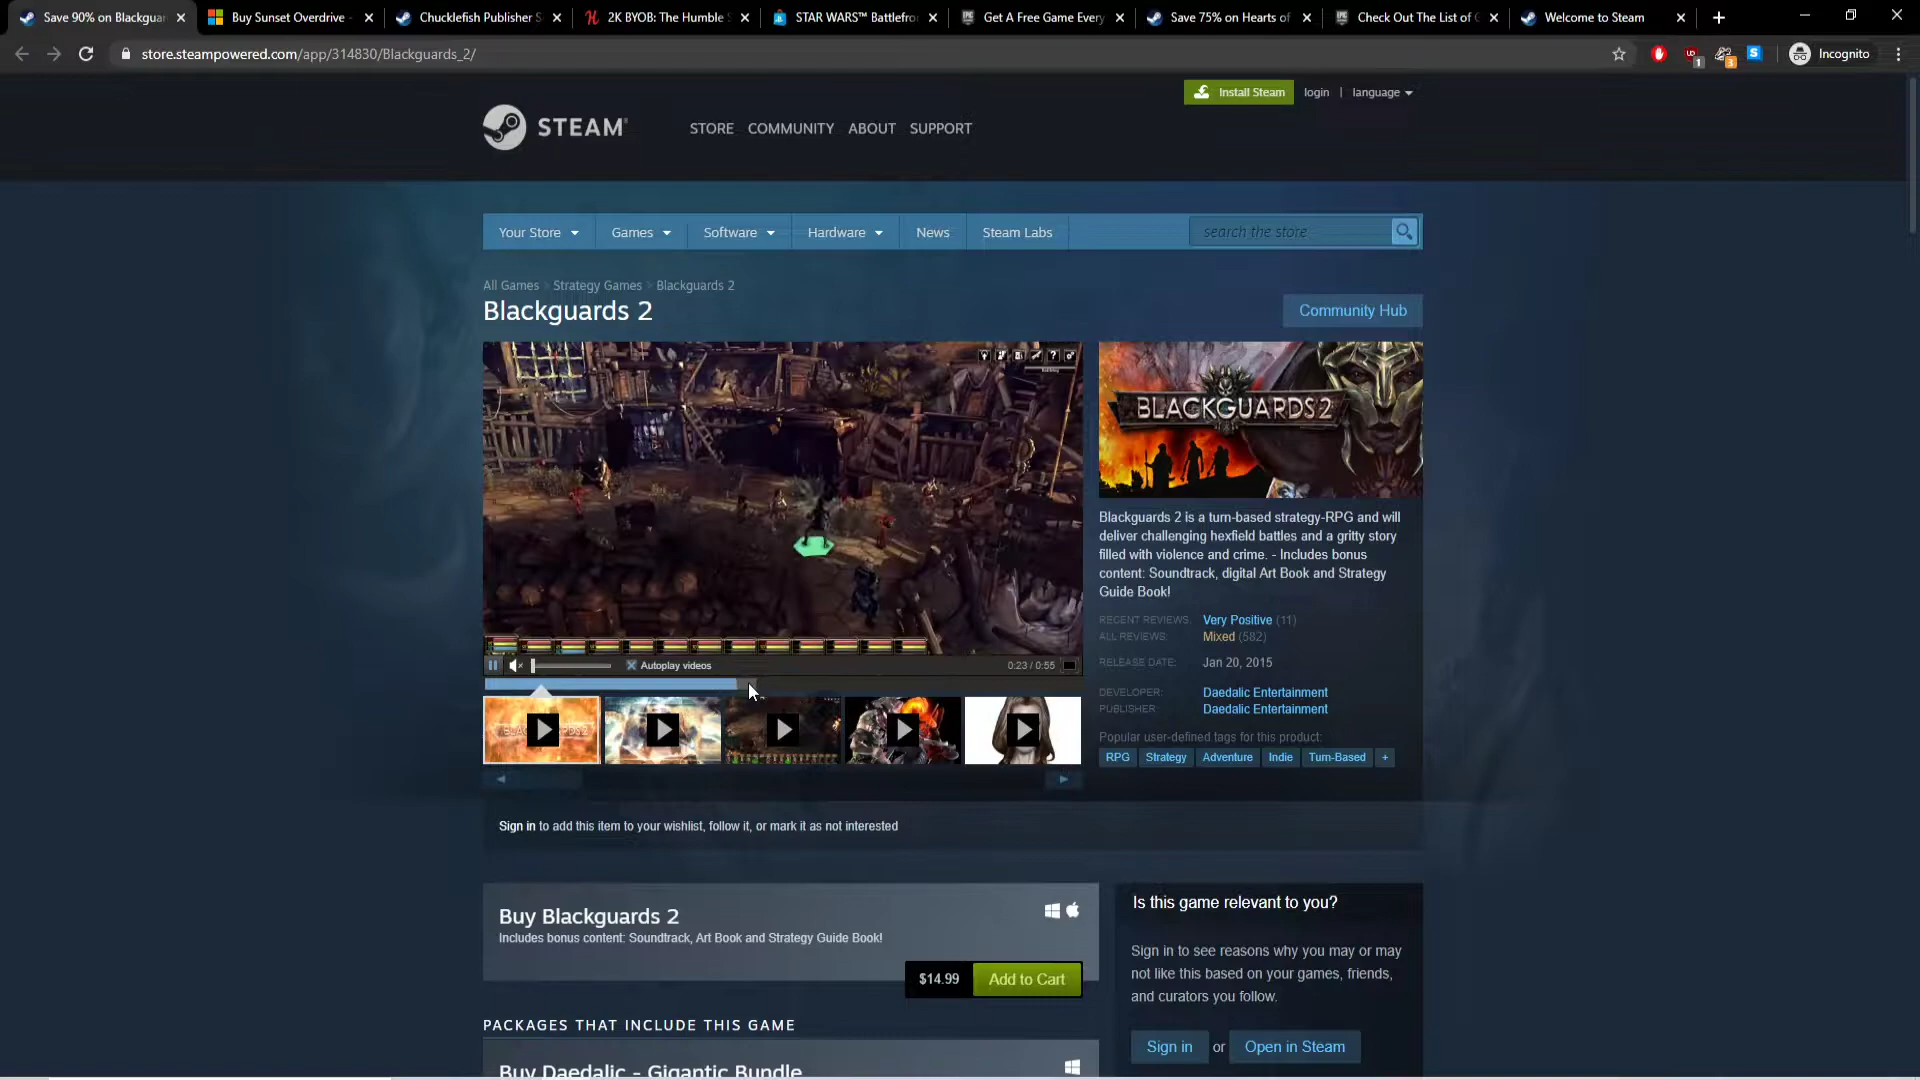 Save 90% on Blackguar
Buy Sunset Overdrive -
Chucklefish Publisher S
2K BYOB: The Humble
STAR WARS™ Battlefro
Get A Free Game Every
Save 75% on Hearts of
Check Out The List of G
Welcome to Steam
store.steampowered.com/app/314830/Blackguards_2/
1
3
Incognito
Install Steam
login | language
STEAM
STORE COMMUNITY ABOUT SUPPORT
Your Store
Games
Software
Hardware
News
Steam Labs
search the store
All Games > Strategy Games > Blackguards 2
Blackguards 2
Community Hub
BLACKGUARDS 2
Blackguards 2 is a turn-based strategy-RPG and will
deliver challenging hexfield battles and a gritty story
filled with violence and crime. - Includes bonus
content: Soundtrack, digital Art Book and Strategy
Guide Book!
RECENT REVIEWS: Very Positive (11)
ALL REVIEWS: Mixed (582)
RELEASE DATE: Jan 20, 2015
DEVELOPER: Daedalic Entertainment
PUBLISHER: Daedalic Entertainment
Popular user-defined tags for this product:
RPG Strategy Adventure Indie Turn-Based +
Autoplay videos
0:23 / 0:55
BLACKGUARDS2
Sign in to add this item to your wishlist, follow it, or mark it as not interested
Buy Blackguards 2
Includes bonus content: Soundtrack, Art Book and Strategy Guide Book!
$14.99 Add to Cart
PACKAGES THAT INCLUDE THIS GAME
Buy Daedalic - Gigantic Bundle
Is this game relevant to you?
Sign in to see reasons why you may or may
not like this based on your games, friends,
and curators you follow.
Sign in or Open in Steam